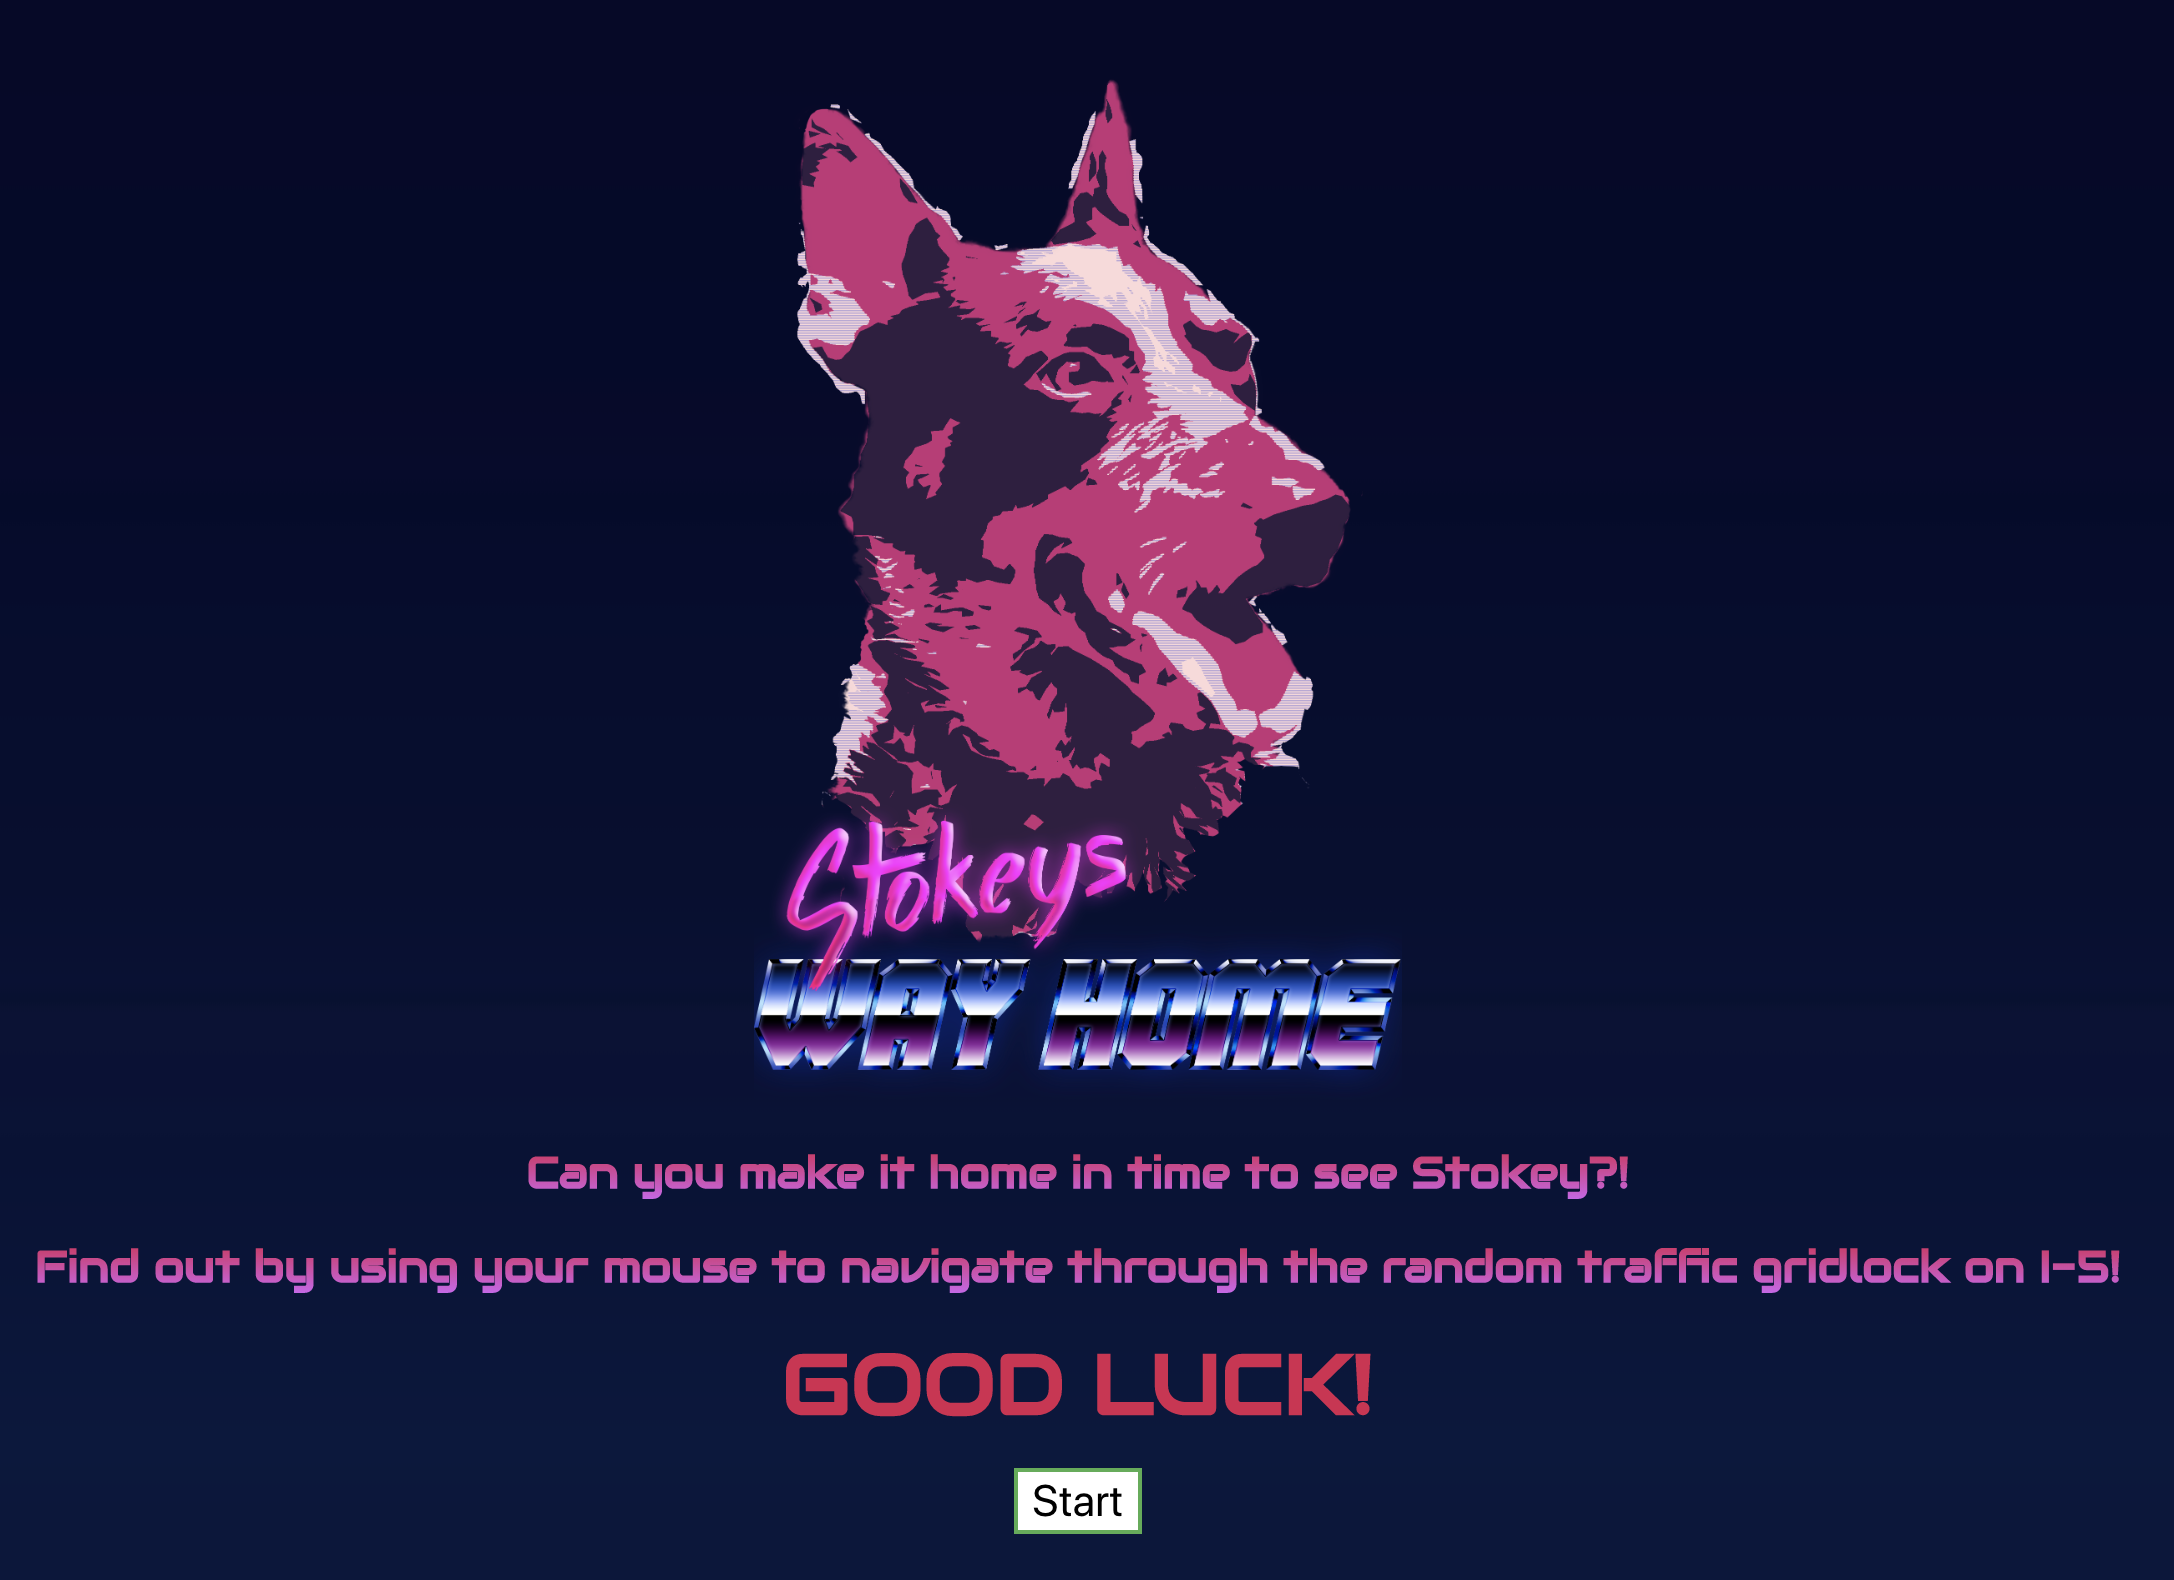 Stokeys
WAY HOME
Can you make it home in time to see Stokey?!
Find out by using your mouse to navigate through the random traffic gridlock on I-5!
GOOD LUCK!
Start